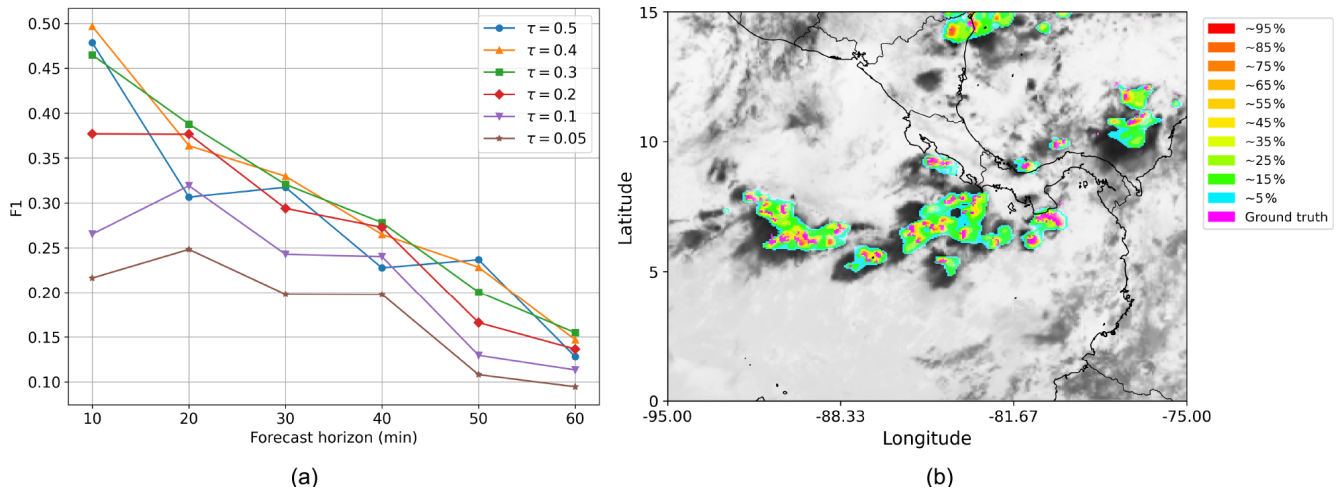 0.50
0.45
0.40
0.35
0.30
0.25
0.20
0.15
0.10
F1
10
20
30
40
50
60
Forecast horizon (min)
τ = 0.5
τ = 0.4
τ = 0.3
τ = 0.2
τ = 0.1
τ = 0.05
(a)
15
10
5
0
Latitude
-95.00
-88.33
-81.67
-75.00
Longitude
~95%
~85%
~75%
~65%
~55%
~45%
~35%
~25%
~15%
~5%
Ground truth
(b)